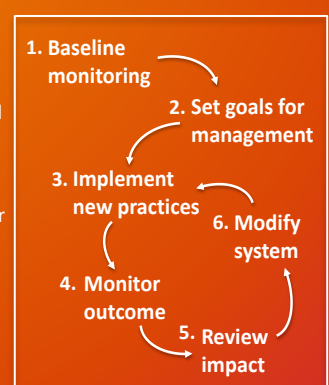 1. Baseline
monitoring
2. Set goals for
management
3. Implement
new practices
6. Modify
system
4. Monitor
outcome
5. Review
impact